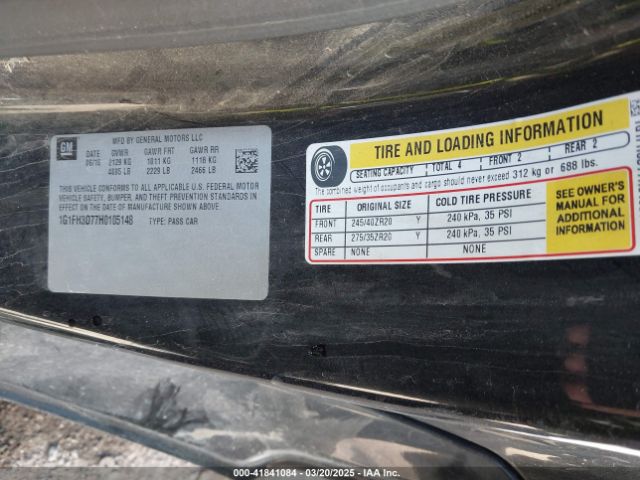 GM
MFD BY GENERAL MOTORS LLC
DATE GVWR GAWR FRT GAWR RR
06/16 2129 KG 1011 KG 1118 KG
4695 LB 2229 LB 2466 LB
THIS VEHICLE CONFORMS TO ALL APPLICABLE U.S. FEDERAL MOTOR
VEHICLE SAFETY, BUMPER, AND THEFT PREVENTION STANDARDS IN
EFFECT ON THE DATE OF MANUFACTURE SHOWN ABOVE.
1G1FH3D77H0105148 TYPE: PASS CAR
TIRE AND LOADING INFORMATION
SEATING CAPACITY TOTAL 4 FRONT 2 REAR 2
The combined weight of occupants and cargo should never exceed 312 kg or 688 lbs.
TIRE ORIGINAL SIZE COLD TIRE PRESSURE
FRONT 245/40ZR20 Y 240 kPa, 35 PSI
REAR 275/35ZR20 Y 240 kPa, 35 PSI
SPARE NONE NONE
SEE OWNER'S
MANUAL FOR
ADDITIONAL
INFORMATION
000-41841084 — 03/20/2025 — IAA Inc.